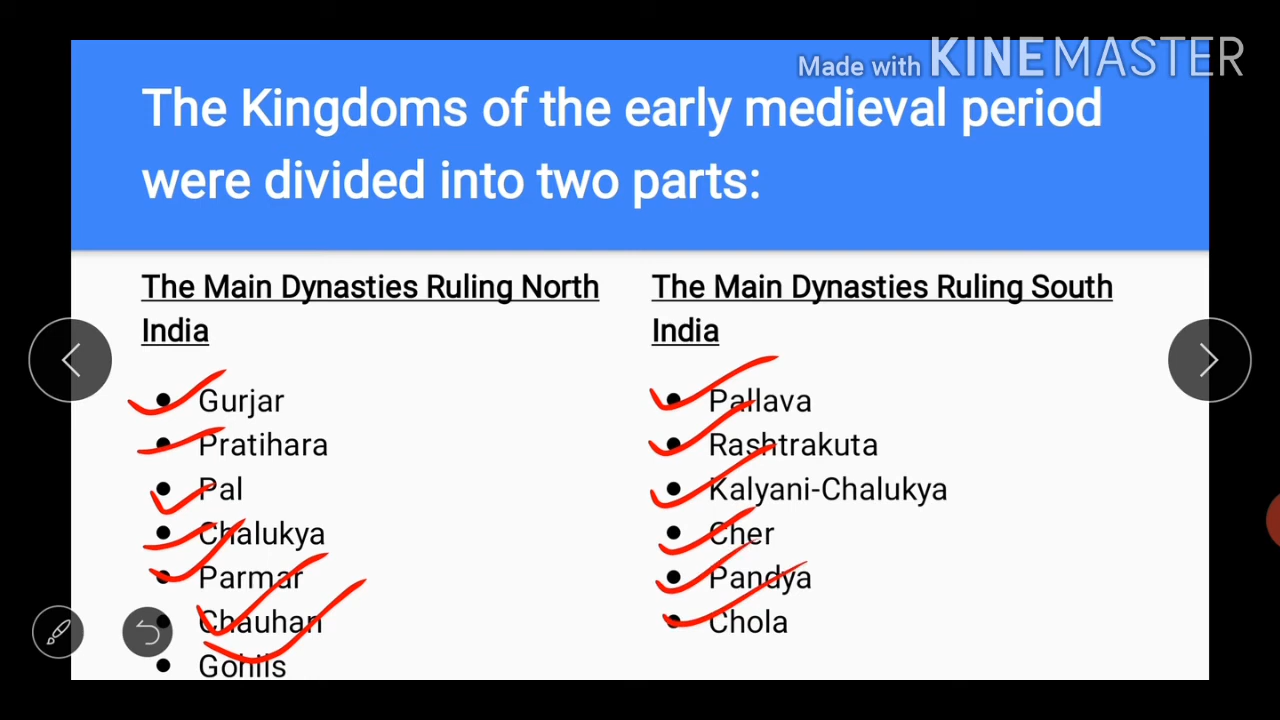 Made with KINEMASTER
The Kingdoms of the early medieval period
were divided into two parts:
The Main Dynasties Ruling North
India
• Gurjar
• Pratihara
• Pal
• Chalukya
• Parmar
• Chauhan
• Gohils
The Main Dynasties Ruling South
India
• Pallava
• Rashtrakuta
• Kalyani-Chalukya
• Cher
• Pandya
• Chola